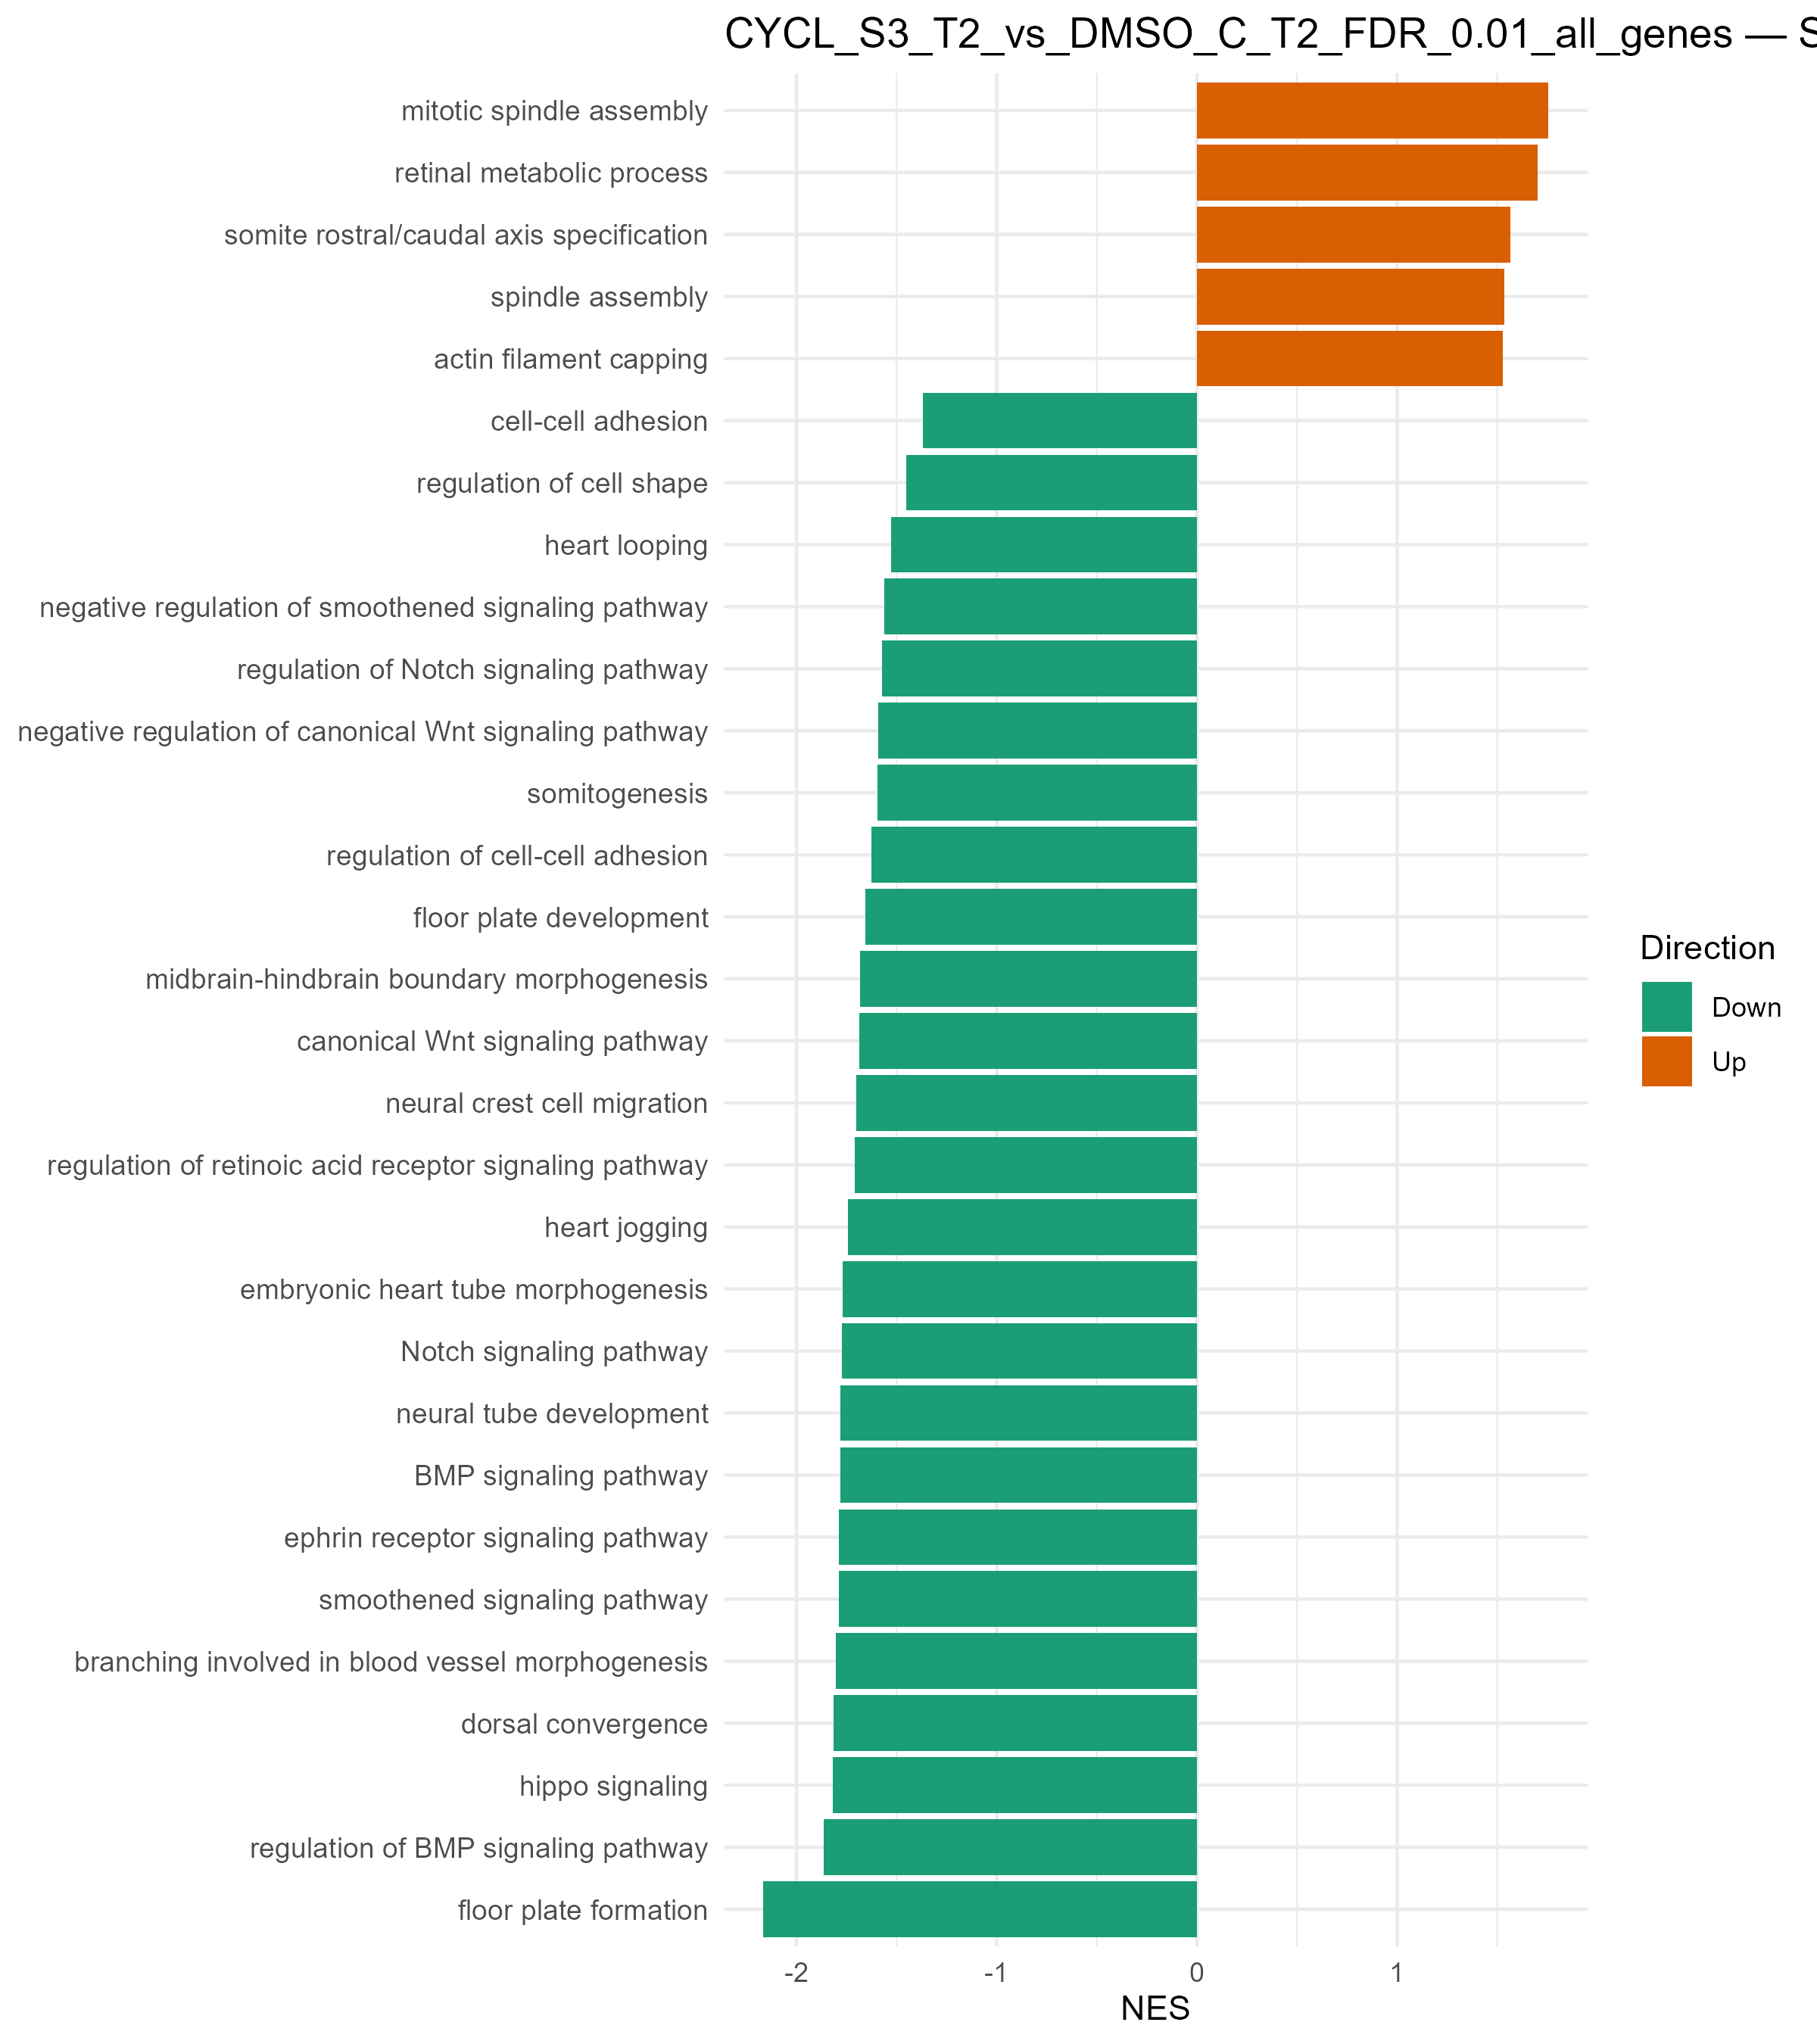 CYCL_S3_T2_vs_DMSO_C_T2_FDR_0.01_all_genes — S
mitotic spindle assembly
retinal metabolic process
somite rostral/caudal axis specification
spindle assembly
actin filament capping
cell-cell adhesion
regulation of cell shape
heart looping
negative regulation of smoothened signaling pathway
regulation of Notch signaling pathway
negative regulation of canonical Wnt signaling pathway
somitogenesis
regulation of cell-cell adhesion
floor plate development
midbrain-hindbrain boundary morphogenesis
canonical Wnt signaling pathway
neural crest cell migration
regulation of retinoic acid receptor signaling pathway
heart jogging
embryonic heart tube morphogenesis
Notch signaling pathway
neural tube development
BMP signaling pathway
ephrin receptor signaling pathway
smoothened signaling pathway
branching involved in blood vessel morphogenesis
dorsal convergence
hippo signaling
regulation of BMP signaling pathway
floor plate formation
-2 -1 0 1
NES
Direction
Down
Up